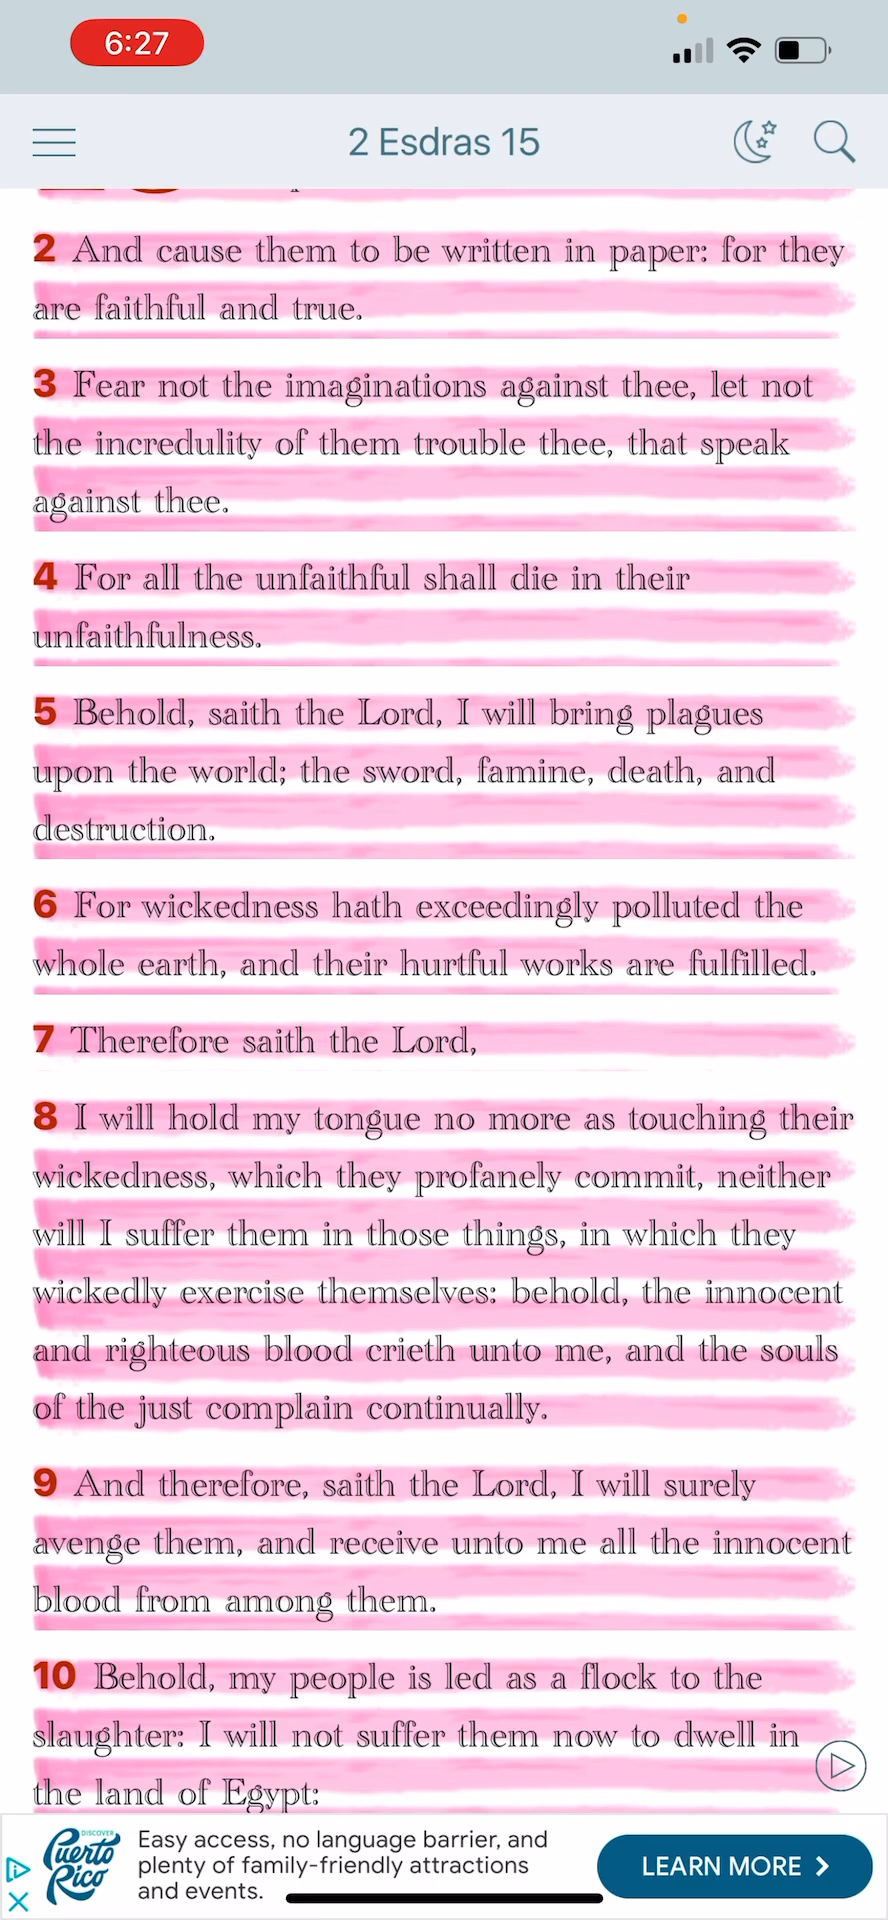 6:27
2 Esdras 15
2 And cause them to be written in paper: for they
are faithful and true.
3 Fear not the imaginations against thee, let not
the incredulity of them trouble thee, that speak
against thee.
4 For all the unfaithful shall die in their
unfaithfulness.
5 Behold, saith the Lord, I will bring plagues
upon the world; the sword, famine, death, and
destruction.
6 For wickedness hath exceedingly polluted the
whole earth, and their hurtful works are fulfilled.
7 Therefore saith the Lord,
8 I will hold my tongue no more as touching their
wickedness, which they profanely commit, neither
will I suffer them in those things, in which they
wickedly exercise themselves: behold, the innocent
and righteous blood crieth unto me, and the souls
of the just complain continually.
9 And therefore, saith the Lord, I will surely
avenge them, and receive unto me all the innocent
blood from among them.
10 Behold, my people is led as a flock to the
slaughter: I will not suffer them now to dwell in
the land of Egypt:
DISCOVER
Puerto
Rico
Easy access, no language barrier, and
plenty of family-friendly attractions
and events.
LEARN MORE